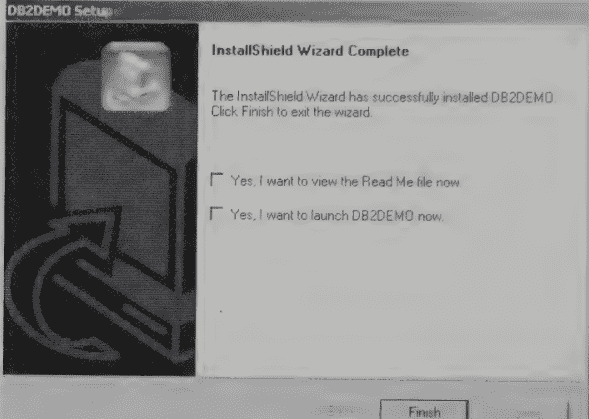 DB2DEMO Setup
InstallShield Wizard Complete
The InstallShield Wizard has successfully installed DB2DEMO.
Click Finish to exit the wizard.
Yes, I want to view the Read Me file now.
Yes, I want to launch DB2DEMO now.
Finish